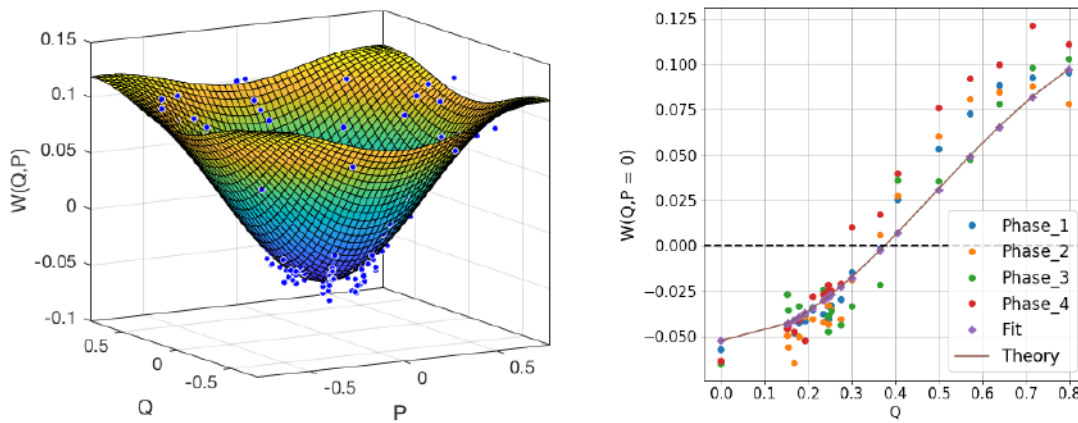 0.15
0.1
0.05
0
-0.05
-0.1
W(Q,P)
0.5
0
-0.5
Q
-0.5
0
0.5
P
0.125
0.100
0.075
0.050
0.025
0.000
−0.025
−0.050
W(Q,P = 0)
Phase_1
Phase_2
Phase_3
Phase_4
Fit
Theory
0.0 0.1 0.2 0.3 0.4 0.5 0.6 0.7 0.8
Q